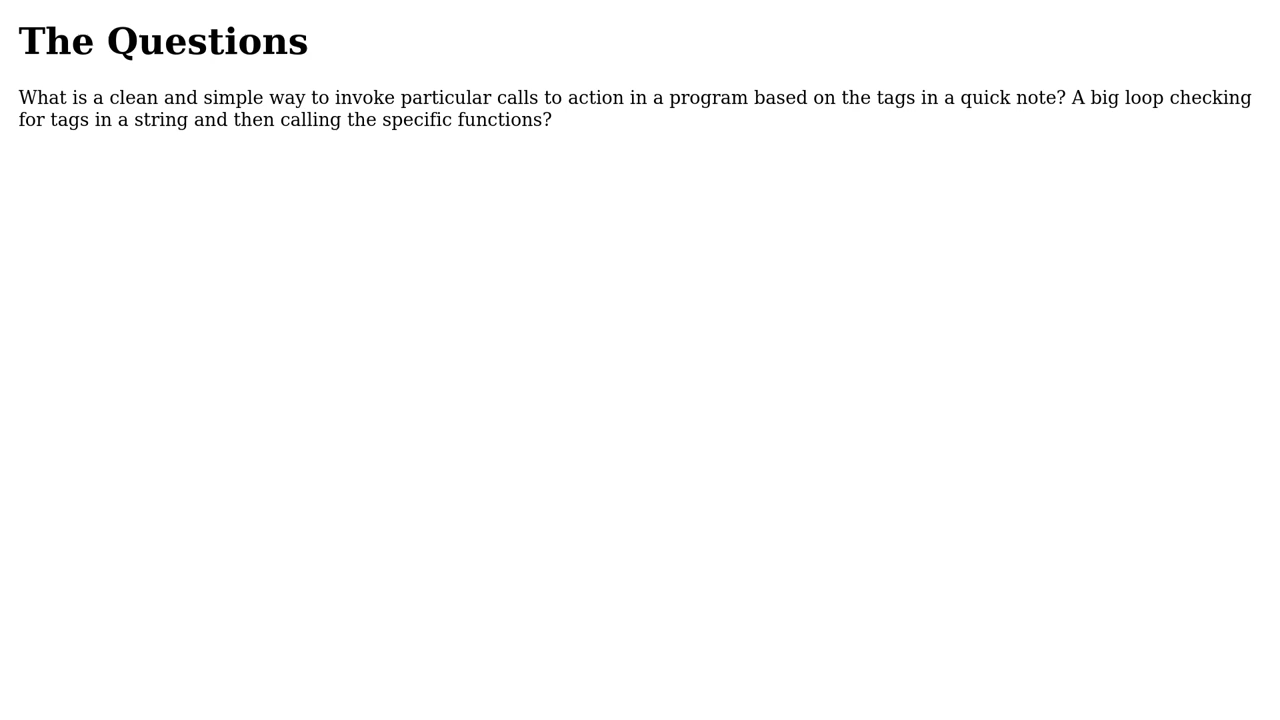 The Questions
What is a clean and simple way to invoke particular calls to action in a program based on the tags in a quick note? A big loop checking
for tags in a string and then calling the specific functions?